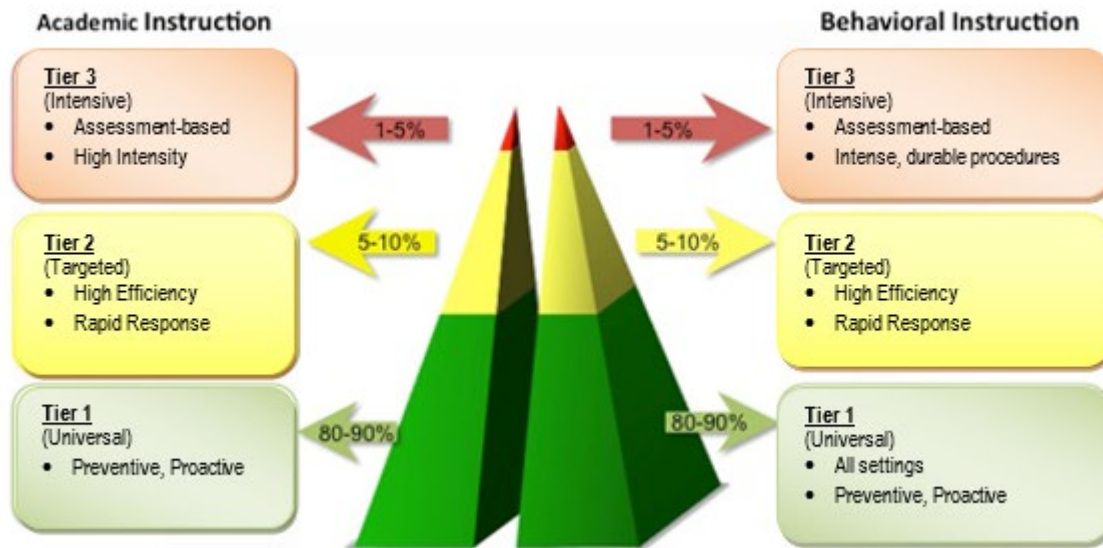 Academic Instruction
Tier 3
(Intensive)
• Assessment-based
• High Intensity
1-5%
Tier 2
(Targeted)
• High Efficiency
• Rapid Response
5-10%
Tier 1
(Universal)
• Preventive, Proactive
80-90%
Behavioral Instruction
Tier 3
(Intensive)
• Assessment-based
• Intense, durable procedures
1-5%
Tier 2
(Targeted)
• High Efficiency
• Rapid Response
5-10%
Tier 1
(Universal)
• All settings
• Preventive, Proactive
80-90%